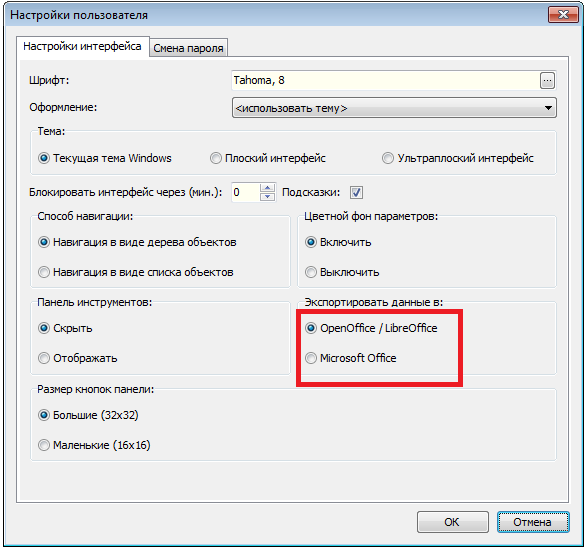 Настройки пользователя
Настройки интерфейса Смена пароля
Шрифт: Tahoma, 8 ...
Оформление: <использовать тему>
Тема:
Текущая тема Windows Плоский интерфейс Ультраплоский интерфейс
Блокировать интерфейс через (мин.): 0 Подсказки:
Способ навигации: Цветной фон параметров:
Навигация в виде дерева объектов Включить
Навигация в виде списка объектов Выключить
Панель инструментов: Экспортировать данные в:
Скрыть OpenOffice / LibreOffice
Отображать Microsoft Office
Размер кнопок панели:
Большие (32x32)
Маленькие (16x16)
OK Отмена